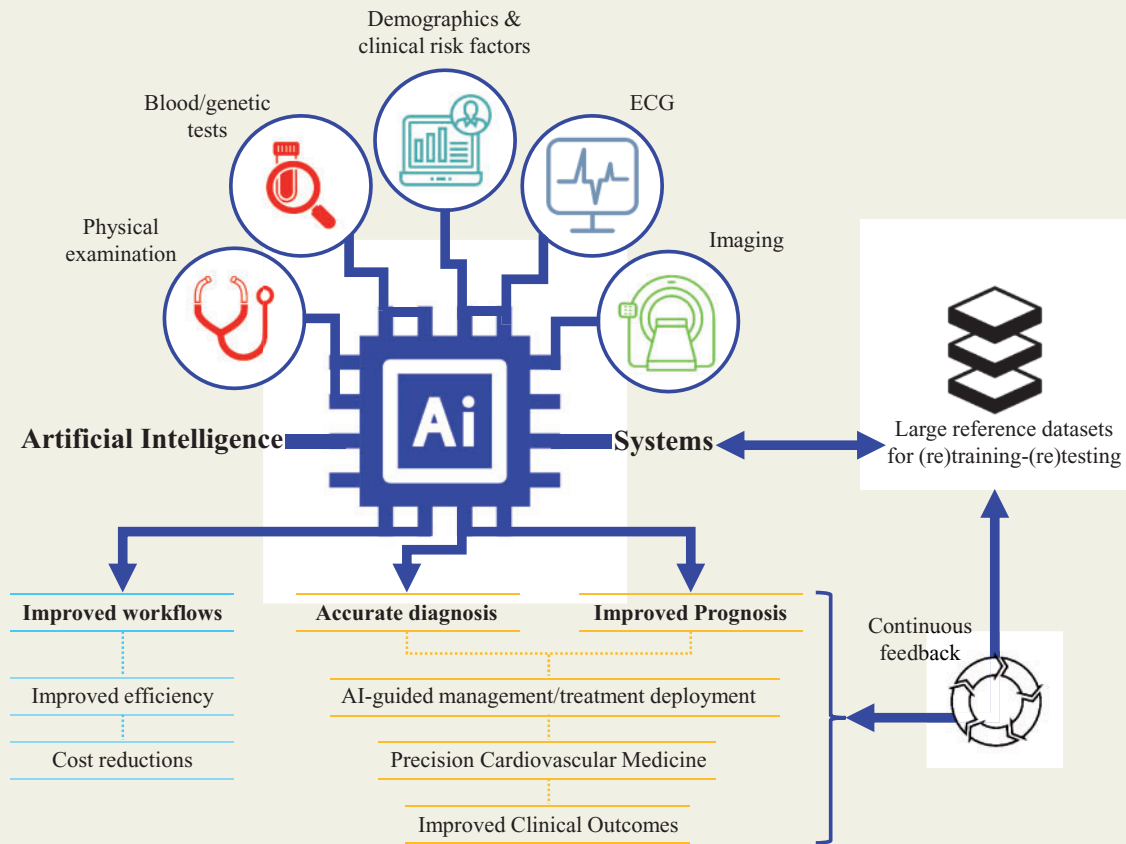 Demographics &
clinical risk factors
Blood/genetic
tests
ECG
Physical
examination
Imaging
Ai
Artificial Intelligence
Systems
Large reference datasets
for (re)training-(re)testing
Improved workflows
Accurate diagnosis
Improved Prognosis
Continuous
feedback
Improved efficiency
AI-guided management/treatment deployment
Cost reductions
Precision Cardiovascular Medicine
Improved Clinical Outcomes